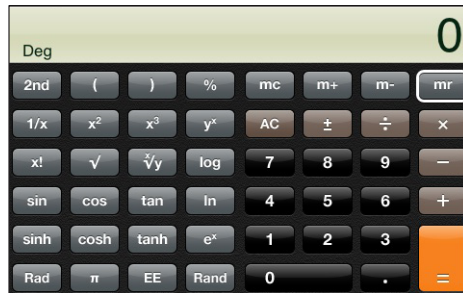 0
Deg
2nd ( ) % mc m+ m- mr
1/x x² x³ yˣ AC ± ÷ ×
x! √ ˣ√y log 7 8 9 −
sin cos tan ln 4 5 6 +
sinh cosh tanh eˣ 1 2 3
Rad π EE Rand 0 . =